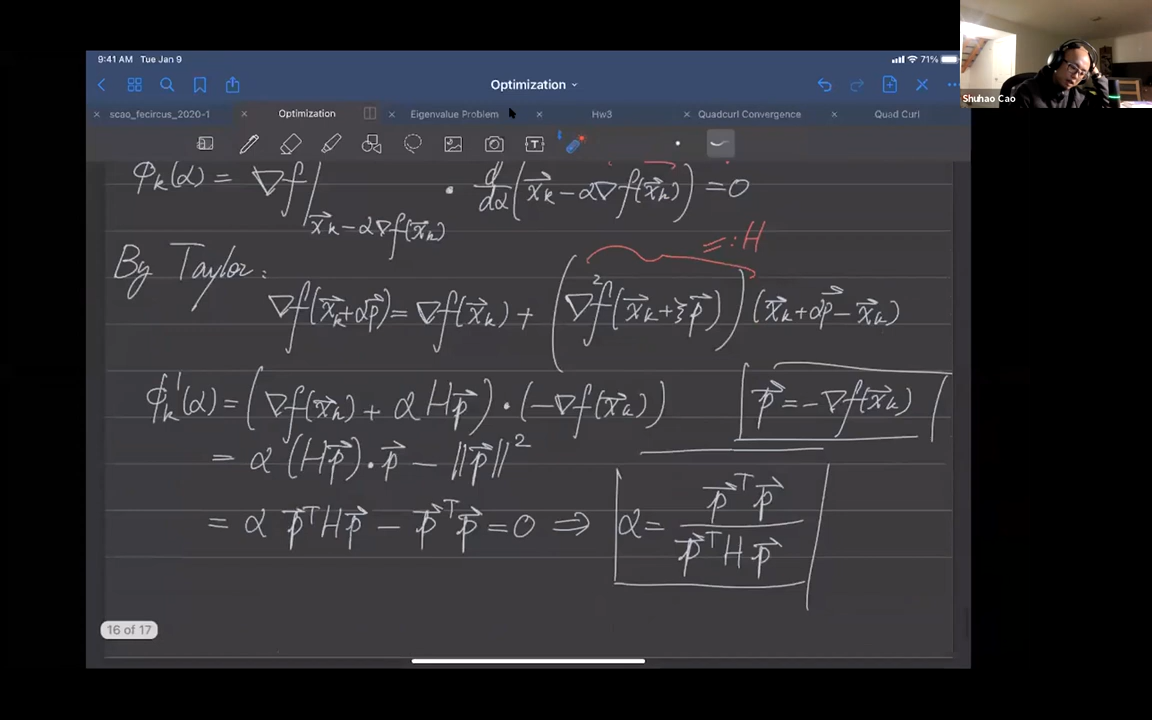 9:41 AM Tue Jan 9
71%
Optimization
scao_fecircus_2020-1
Optimization
Eigenvalue Problem
Hw3
Quadcurl Convergence
Quad Curl
Shuhao Cao
φₖ(α) = ∇f|_{x⃗ₖ − α∇f(x⃗ₖ)} · d/dα (x⃗ₖ − α∇f(x⃗ₖ)) = 0
=: H
By Taylor:
∇f(x⃗ₖ + αp⃗) = ∇f(x⃗ₖ) + (∇²f(x⃗ₖ + ξp⃗)) (x⃗ₖ + αp⃗ − x⃗ₖ)
φₖ'(α) = (∇f(x⃗ₖ) + αHp⃗) · (−∇f(x⃗ₖ))
p⃗ = −∇f(x⃗ₖ)
= α (Hp⃗) · p⃗ − ||p⃗||²
= α p⃗ᵀHp⃗ − p⃗ᵀp⃗ = 0 ⇒ α = p⃗ᵀp⃗ / p⃗ᵀHp⃗
16 of 17